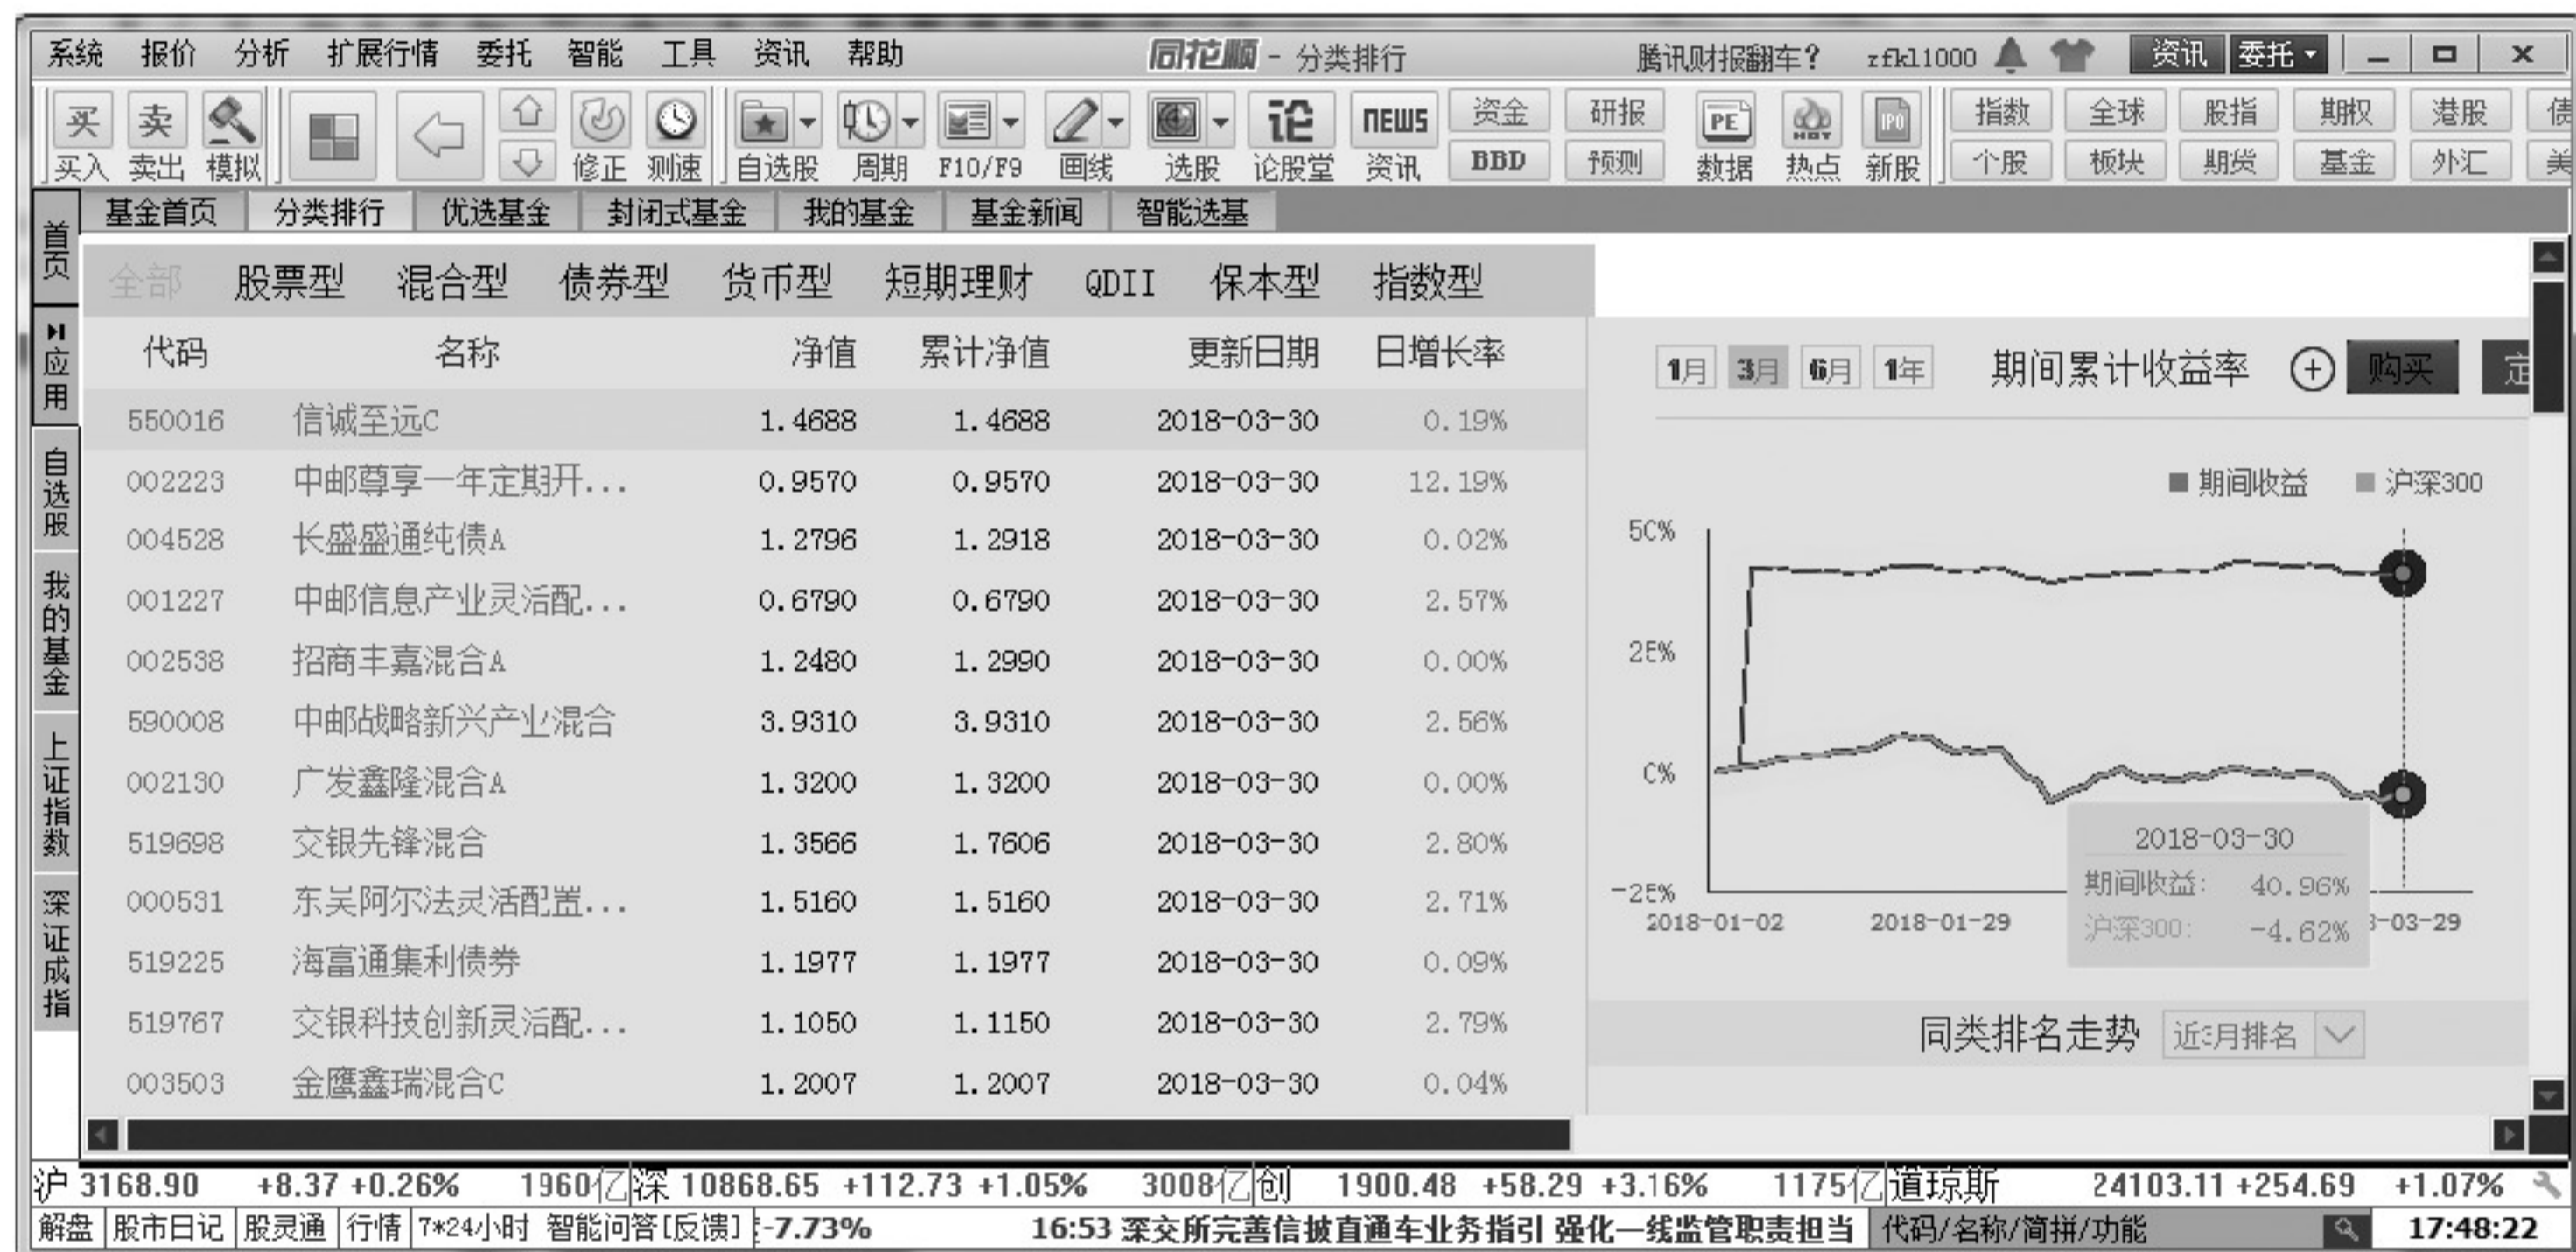 系统 报价 分析 扩展行情 委托 智能 工具 资讯 帮助 同花顺 - 分类排行 腾讯财报翻车? zfkl1000 资讯 委托
买 卖 论 NEWS 资金 研报 PE HOT IPO 指数 全球 股指 期权 港股
买入 卖出 模拟 修正 测速 自选股 周期 F10/F9 画线 选股 论股堂 资讯 BBD 预测 数据 热点 新股 个股 板块 期货 基金 外汇 美
基金首页 分类排行 优选基金 封闭式基金 我的基金 基金新闻 智能选基
首页
应用
自选股
我的基金
上证指数
深证成指
全部 股票型 混合型 债券型 货币型 短期理财 QDII 保本型 指数型
代码 名称 净值 累计净值 更新日期 日增长率
550016 信诚至远C 1.4688 1.4688 2018-03-30 0.19%
002223 中邮尊享一年定期开... 0.9570 0.9570 2018-03-30 12.19%
004528 长盛盛通纯债A 1.2796 1.2918 2018-03-30 0.02%
001227 中邮信息产业灵活配... 0.6790 0.6790 2018-03-30 2.57%
002538 招商丰嘉混合A 1.2480 1.2990 2018-03-30 0.00%
590008 中邮战略新兴产业混合 3.9310 3.9310 2018-03-30 2.56%
002130 广发鑫隆混合A 1.3200 1.3200 2018-03-30 0.00%
519698 交银先锋混合 1.3566 1.7606 2018-03-30 2.80%
000531 东吴阿尔法灵活配置... 1.5160 1.5160 2018-03-30 2.71%
519225 海富通集利债券 1.1977 1.1977 2018-03-30 0.09%
519767 交银科技创新灵活配... 1.1050 1.1150 2018-03-30 2.79%
003503 金鹰鑫瑞混合C 1.2007 1.2007 2018-03-30 0.04%
1月 3月 6月 1年 期间累计收益率 购买 定
期间收益 沪深300
50%
25%
0%
-25%
2018-01-02 2018-01-29 -03-29
2018-03-30
期间收益: 40.96%
沪深300: -4.62%
同类排名走势 近3月排名
沪 3168.90 +8.37 +0.26% 1960亿 深 10868.65 +112.73 +1.05% 3008亿 创 1900.48 +58.29 +3.16% 1175亿 道琼斯 24103.11 +254.69 +1.07%
解盘 股市日记 股灵通 行情 7*24小时 智能问答[反馈] -7.73% 16:53 深交所完善信披直通车业务指引 强化一线监管职责担当 代码/名称/简拼/功能 17:48:22